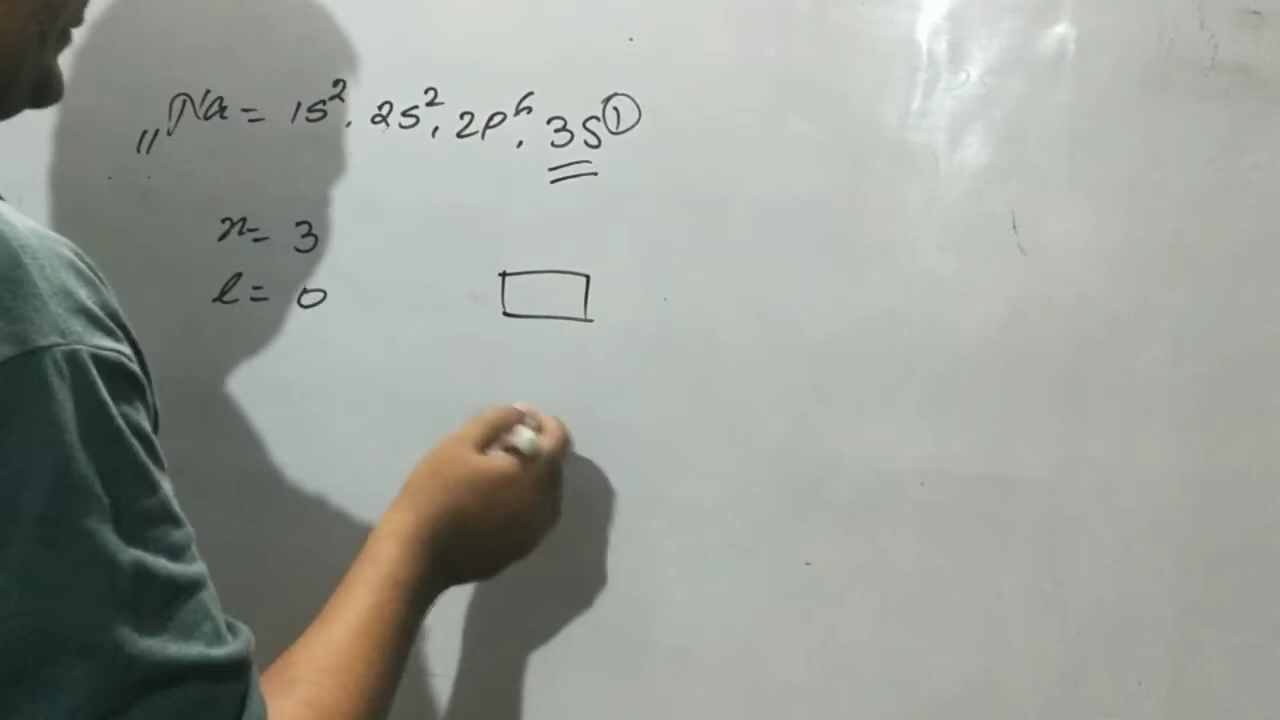 ₁₁Na = 1s², 2s², 2p⁶, 3s①
n = 3
l = 0